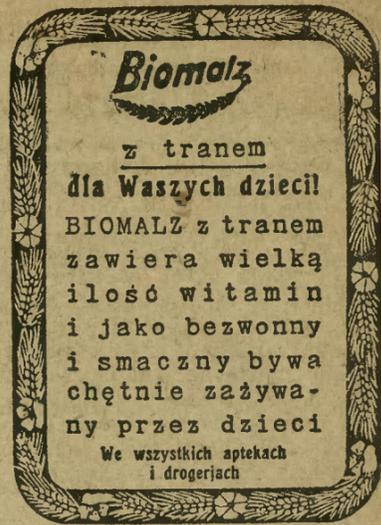 Biomalz
z tranem
dla Waszych dzieci!
BIOMALZ z tranem
zawiera wielką
ilość witamin
i jako bezwonny
i smaczny bywa
chętnie zażywa-
ny przez dzieci
We wszystkich aptekach
i drogerjach